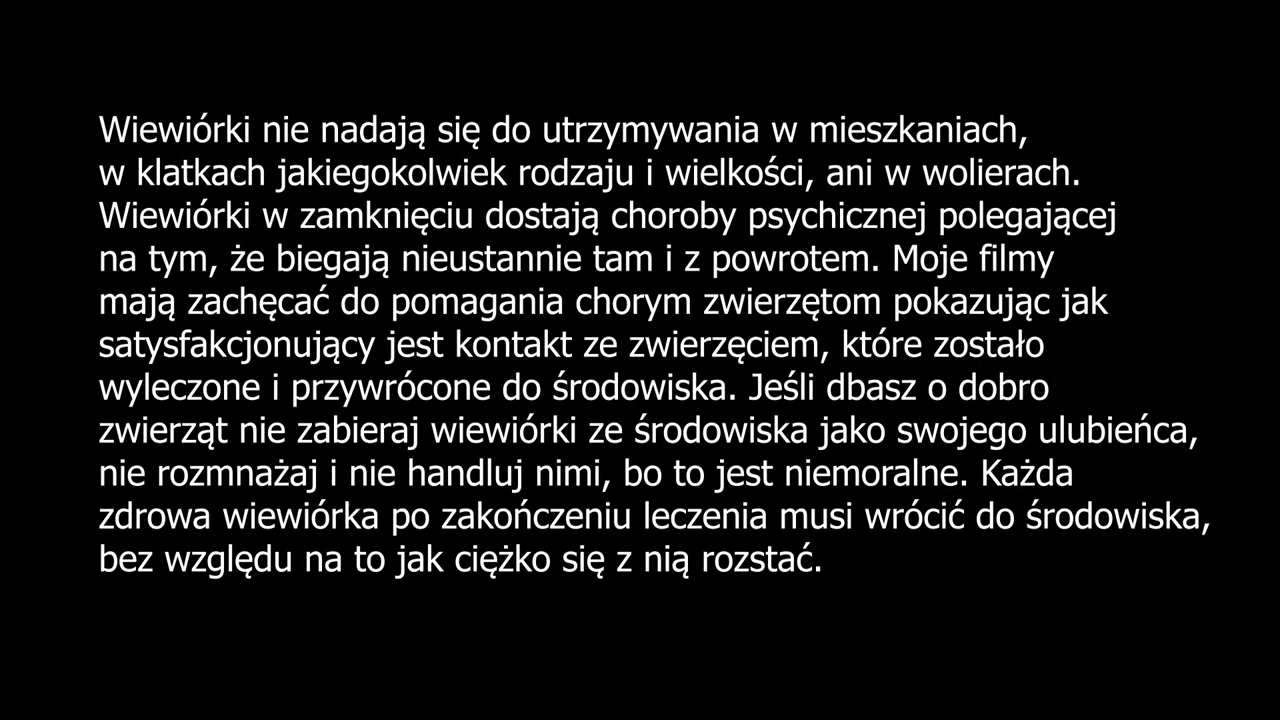 Wiewiórki nie nadają się do utrzymywania w mieszkaniach,
w klatkach jakiegokolwiek rodzaju i wielkości, ani w wolierach.
Wiewiórki w zamknięciu dostają choroby psychicznej polegającej
na tym, że biegają nieustannie tam i z powrotem. Moje filmy
mają zachęcać do pomagania chorym zwierzętom pokazując jak
satysfakcjonujący jest kontakt ze zwierzęciem, które zostało
wyleczone i przywrócone do środowiska. Jeśli dbasz o dobro
zwierząt nie zabieraj wiewiórki ze środowiska jako swojego ulubieńca,
nie rozmnażaj i nie handluj nimi, bo to jest niemoralne. Każda
zdrowa wiewiórka po zakończeniu leczenia musi wrócić do środowiska,
bez względu na to jak ciężko się z nią rozstać.